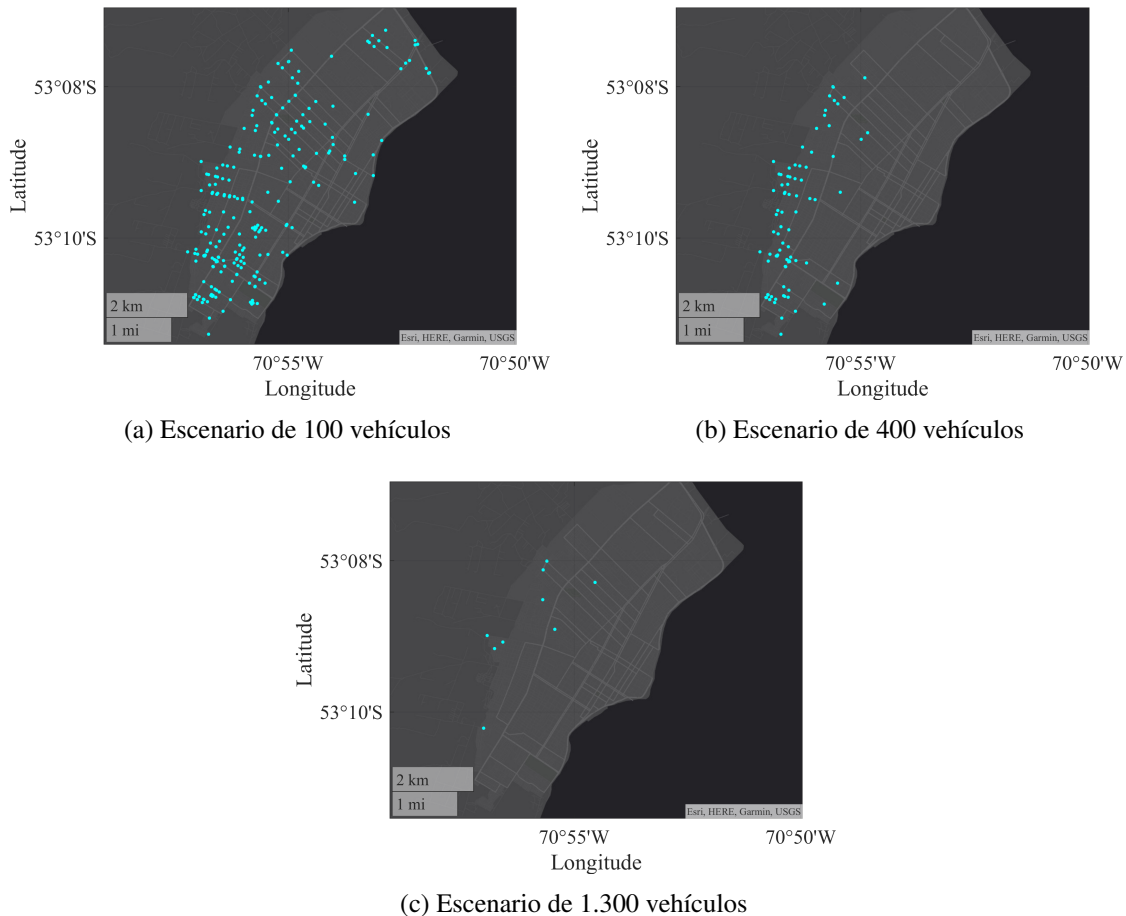 53°08'S
Latitude
53°10'S
2 km
1 mi
Esri, HERE, Garmin, USGS
70°55'W
70°50'W
Longitude
(a) Escenario de 100 vehículos
53°08'S
Latitude
53°10'S
2 km
1 mi
Esri, HERE, Garmin, USGS
70°55'W
70°50'W
Longitude
(b) Escenario de 400 vehículos
53°08'S
Latitude
53°10'S
2 km
1 mi
Esri, HERE, Garmin, USGS
70°55'W
70°50'W
Longitude
(c) Escenario de 1.300 vehículos